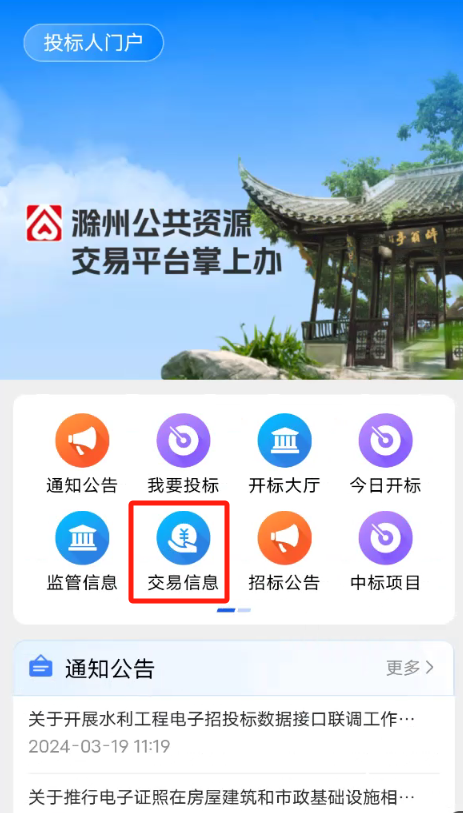 投标人门户
滁州公共资源
交易平台掌上办
醉翁亭
通知公告
我要投标
开标大厅
今日开标
监管信息
交易信息
招标公告
中标项目
通知公告
更多
关于开展水利工程电子招投标数据接口联调工作…
2024-03-19 11:19
关于推行电子证照在房屋建筑和市政基础设施相…